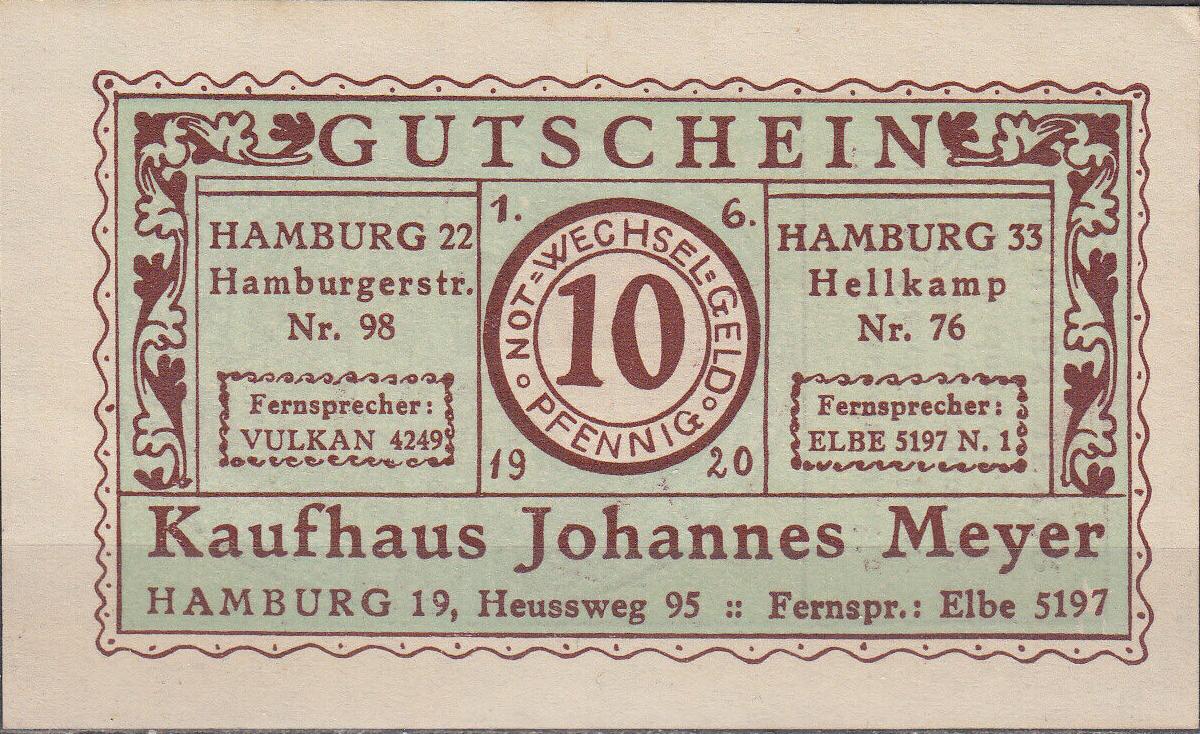 GUTSCHEIN
HAMBURG 22
Hamburgerstr.
Nr. 98
Fernsprecher:
VULKAN 4249
1. 6.
NOT=WECHSEL=GELD
10
PFENNIG
19 20
HAMBURG 33
Hellkamp
Nr. 76
Fernsprecher:
ELBE 5197 N. 1
Kaufhaus Johannes Meyer
HAMBURG 19, Heussweg 95 :: Fernspr.: Elbe 5197